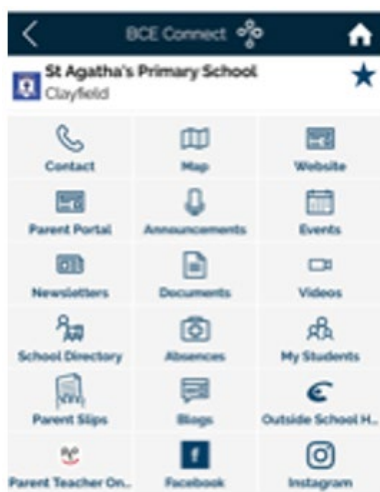 BCE Connect
St Agatha's Primary School
Clayfield
Contact Map Website
Parent Portal Announcements Events
Newsletters Documents Videos
School Directory Absences My Students
Parent Slips Blogs Outside School H...
Parent Teacher On... Facebook Instagram